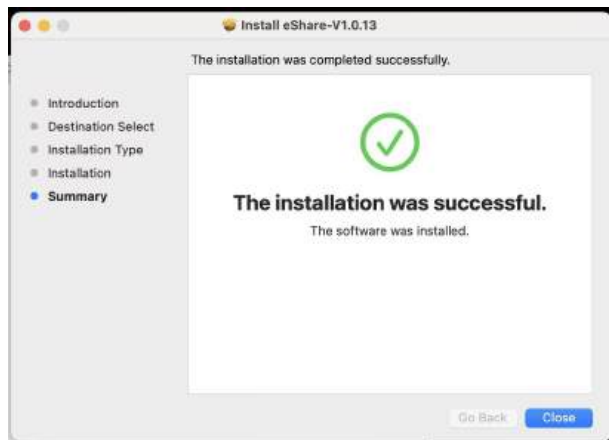 Install eShare-V1.0.13
The installation was completed successfully.
Introduction
Destination Select
Installation Type
Installation
Summary
The installation was successful.
The software was installed.
Go Back
Close